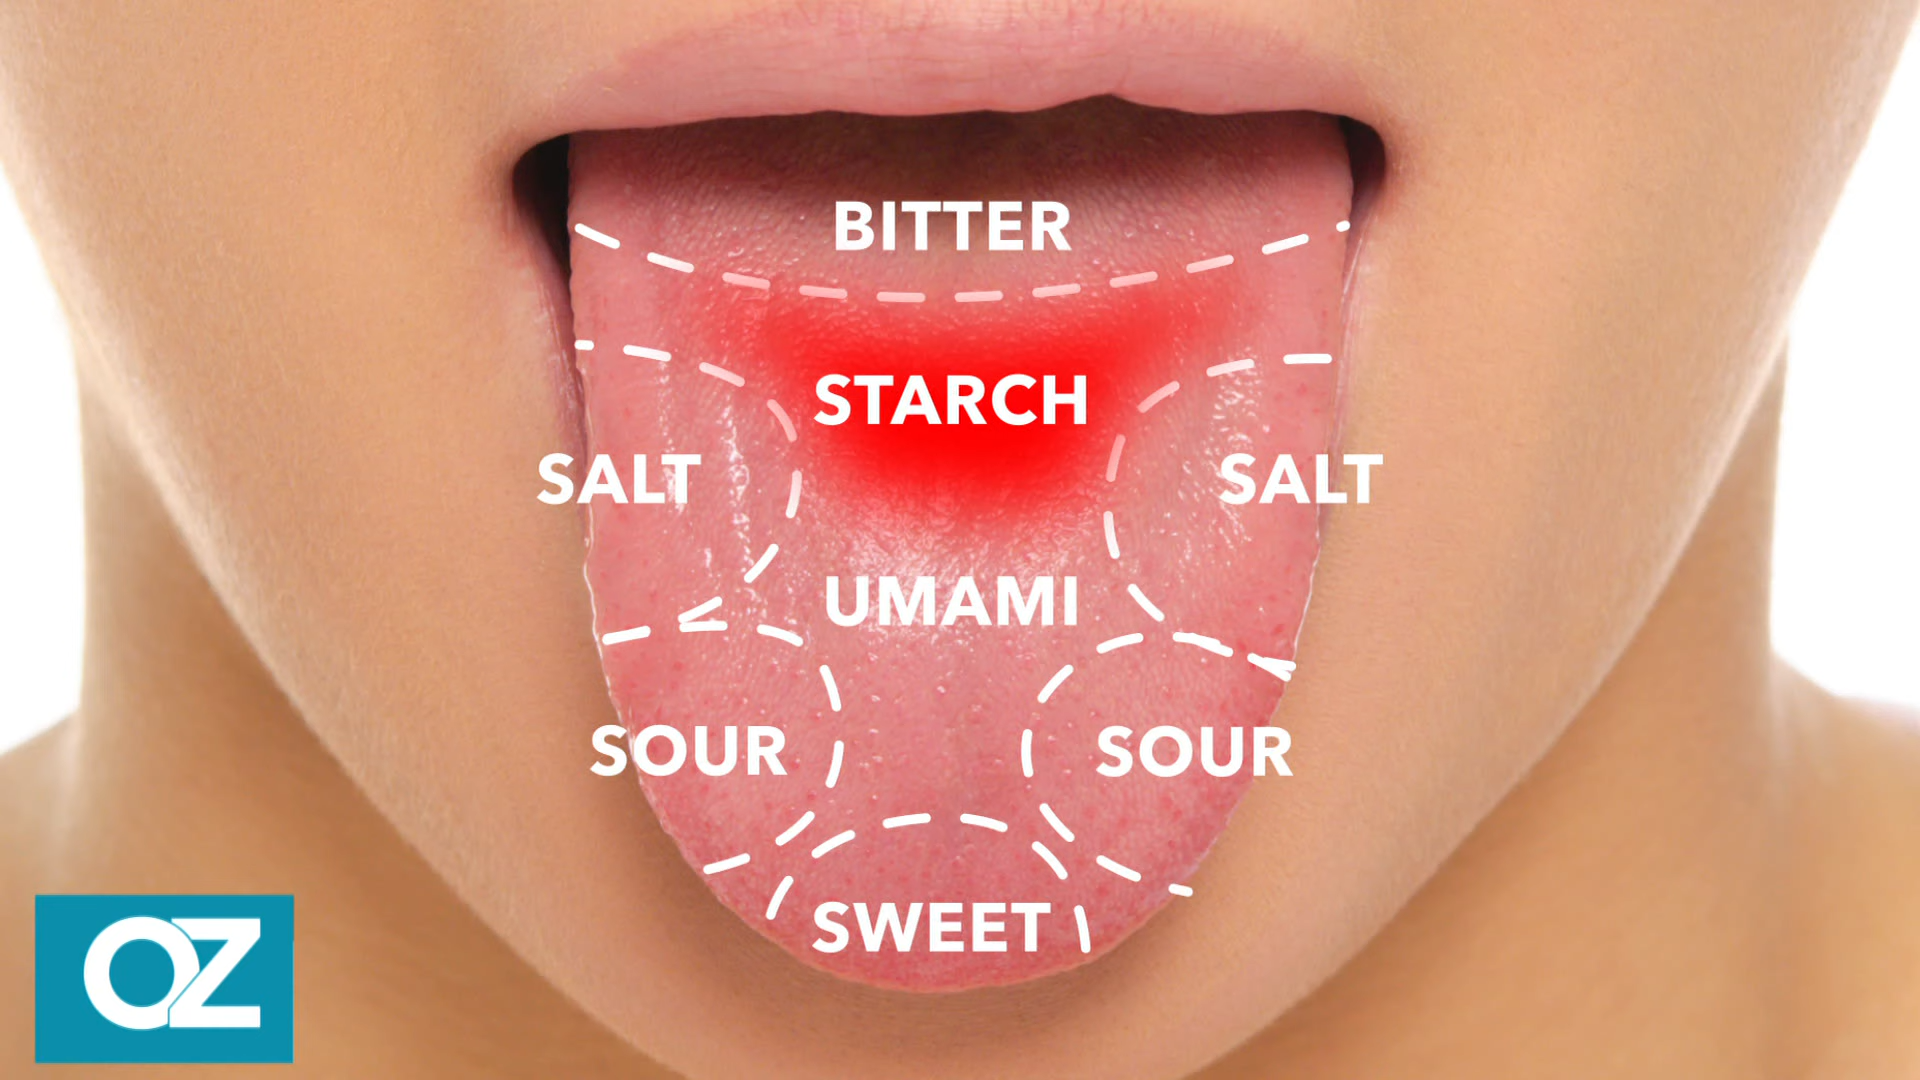 BITTER
STARCH
SALT
SALT
UMAMI
SOUR
SOUR
SWEET
OZ